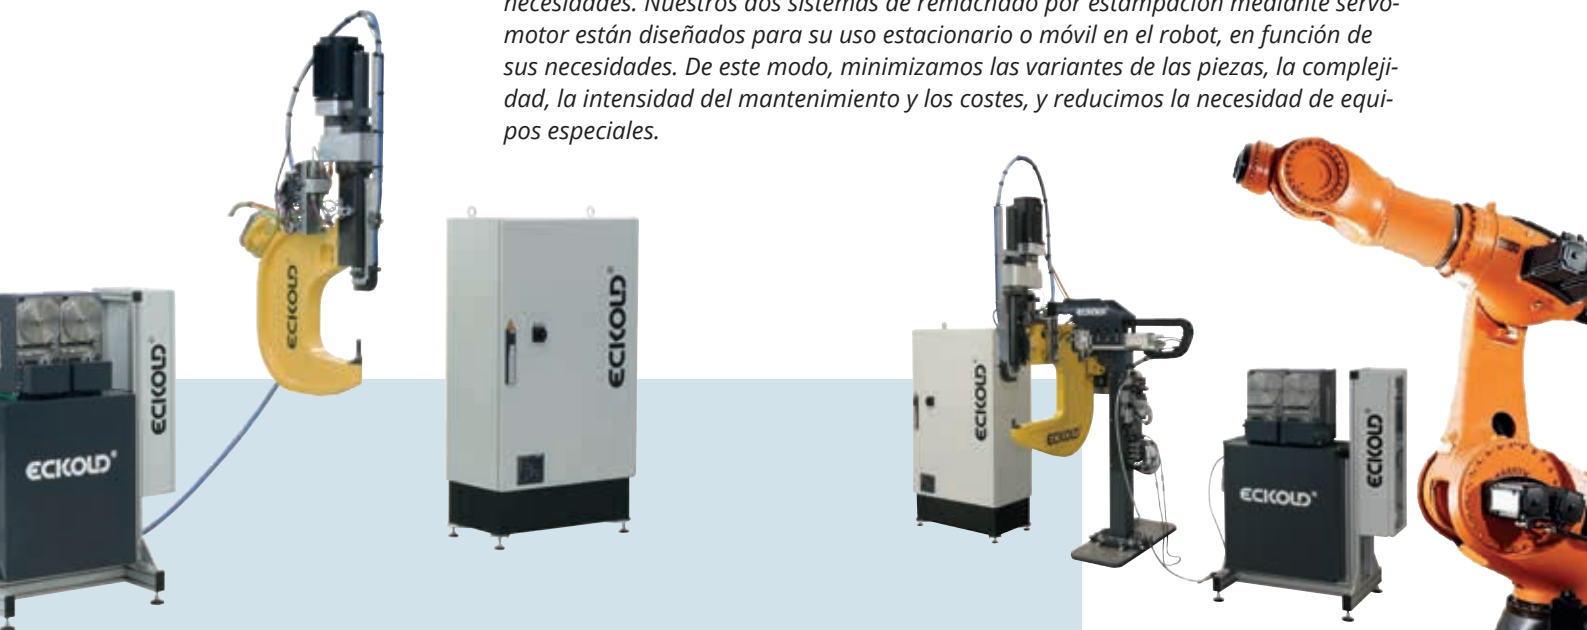 necesidades. Nuestros dos sistemas de remachado por estampación mediante servo-
motor están diseñados para su uso estacionario o móvil en el robot, en función de
sus necesidades. De este modo, minimizamos las variantes de las piezas, la compleji-
dad, la intensidad del mantenimiento y los costes, y reducimos la necesidad de equi-
pos especiales.
ECKOLD®
ECKOLD®
ECKOLD®
ECKOLD®
ECKOLD®
ECKOLD
ECKOLD
ECKOLD®
ECKOLD®